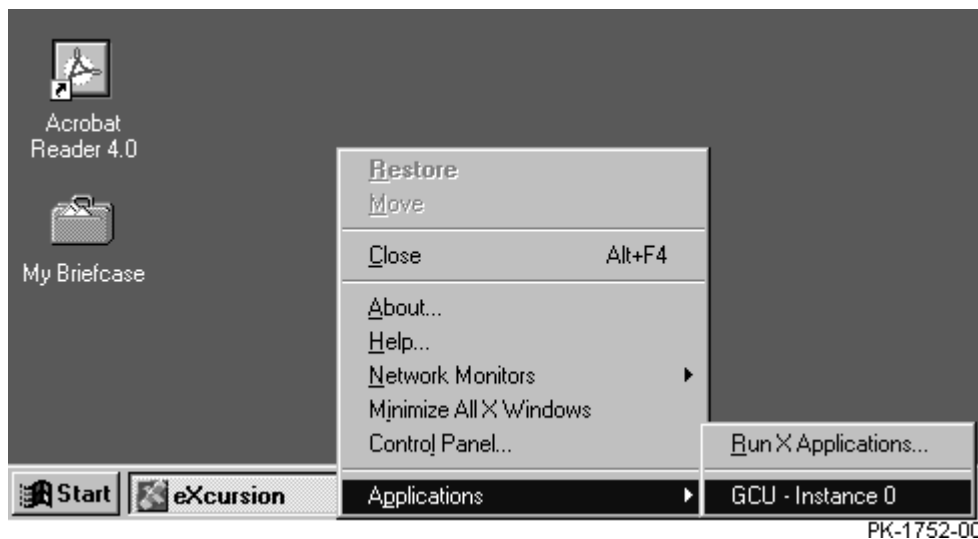 Acrobat
Reader 4.0
My Briefcase
Restore
Move
Close Alt+F4
About...
Help...
Network Monitors
Minimize All X Windows
Control Panel...
Applications
Run X Applications...
GCU - Instance 0
Start
eXcursion
PK-1752-00